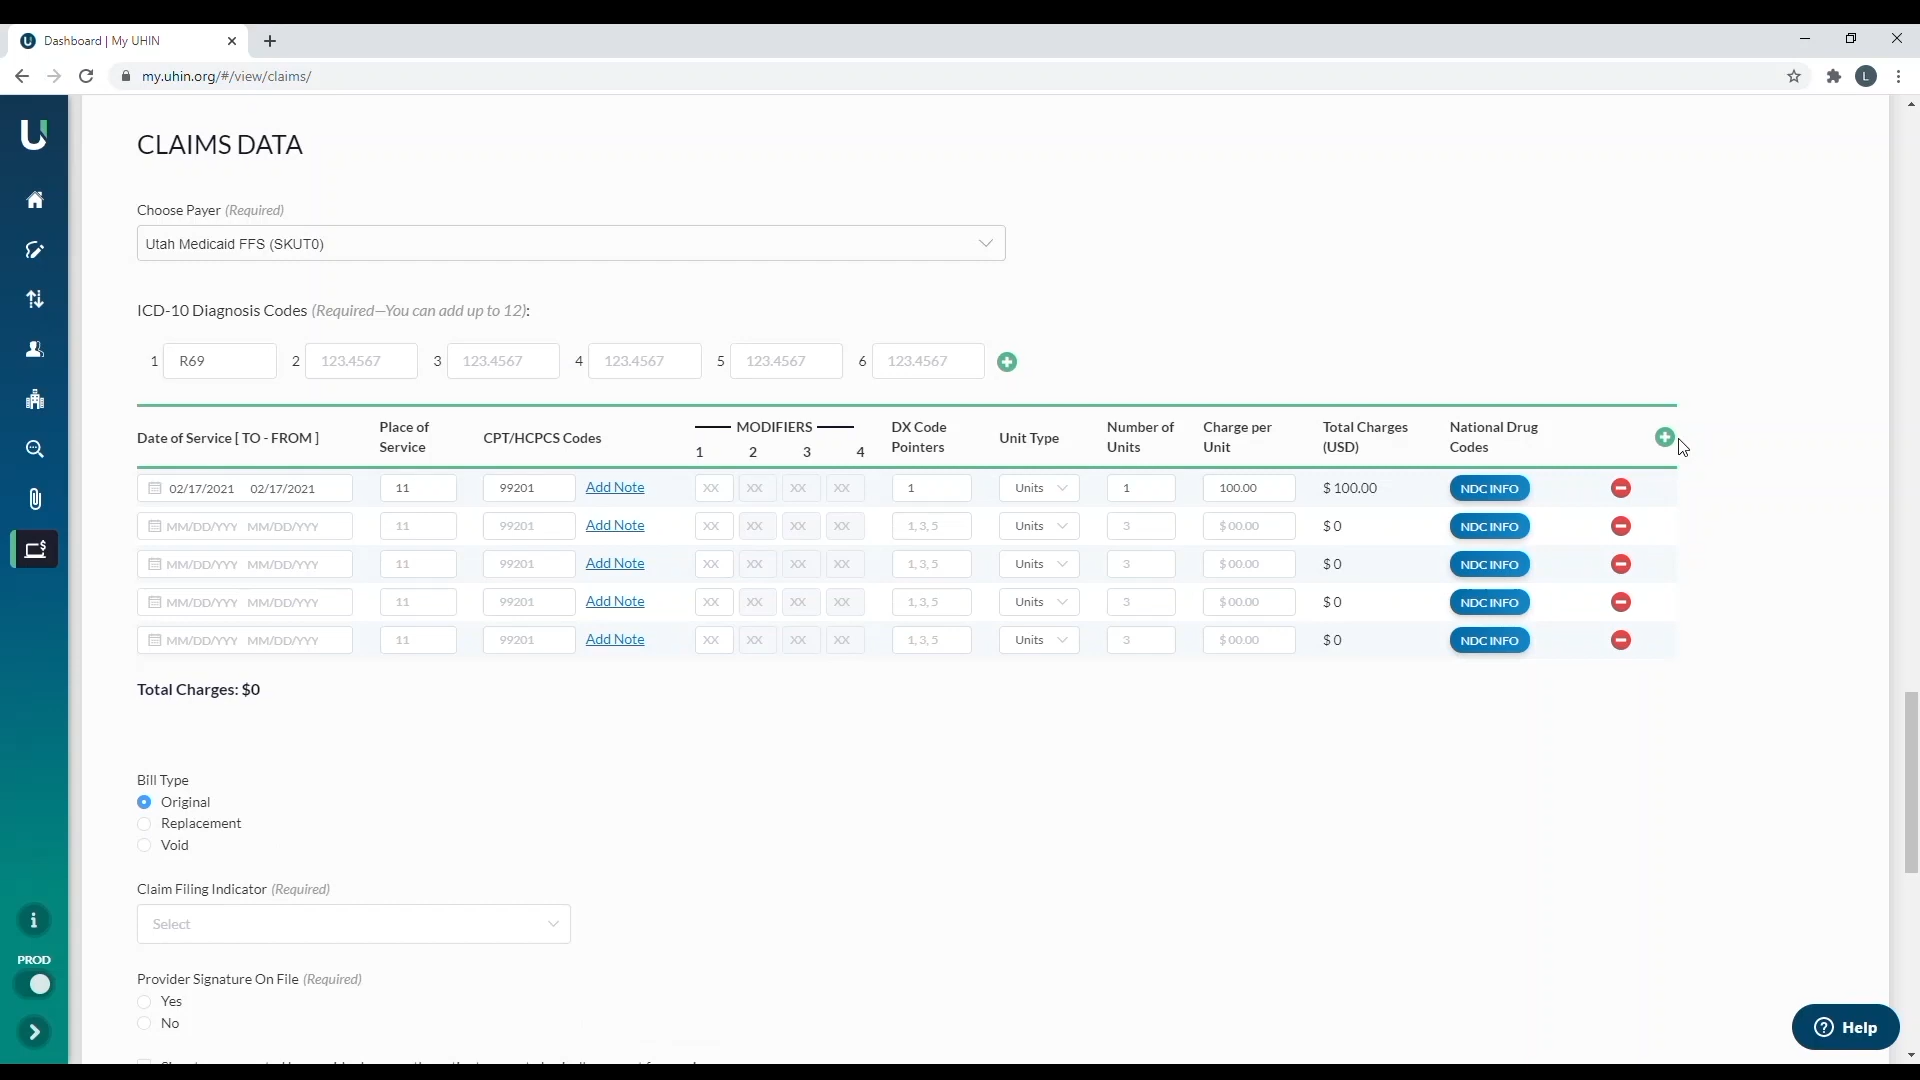 Dashboard | My UHIN
my.uhin.org/#/view/claims/
L
U
CLAIMS DATA
Choose Payer (Required)
Utah Medicaid FFS (SKUT0)
ICD-10 Diagnosis Codes (Required—You can add up to 12):
1 R69 2 123.4567 3 123.4567 4 123.4567 5 123.4567 6 123.4567
Date of Service [ TO - FROM ] Place of Service CPT/HCPCS Codes MODIFIERS 1 2 3 4 DX Code Pointers Unit Type Number of Units Charge per Unit Total Charges (USD) National Drug Codes
02/17/2021 02/17/2021 11 99201 Add Note XX XX XX XX 1 Units 1 100.00 $ 100.00 NDC INFO
MM/DD/YYY MM/DD/YYY 11 99201 Add Note XX XX XX XX 1, 3, 5 Units 3 $ 00.00 $ 0 NDC INFO
MM/DD/YYY MM/DD/YYY 11 99201 Add Note XX XX XX XX 1, 3, 5 Units 3 $ 00.00 $ 0 NDC INFO
MM/DD/YYY MM/DD/YYY 11 99201 Add Note XX XX XX XX 1, 3, 5 Units 3 $ 00.00 $ 0 NDC INFO
MM/DD/YYY MM/DD/YYY 11 99201 Add Note XX XX XX XX 1, 3, 5 Units 3 $ 00.00 $ 0 NDC INFO
Total Charges: $0
Bill Type
Original
Replacement
Void
Claim Filing Indicator (Required)
Select
PROD
Provider Signature On File (Required)
Yes
No
Help